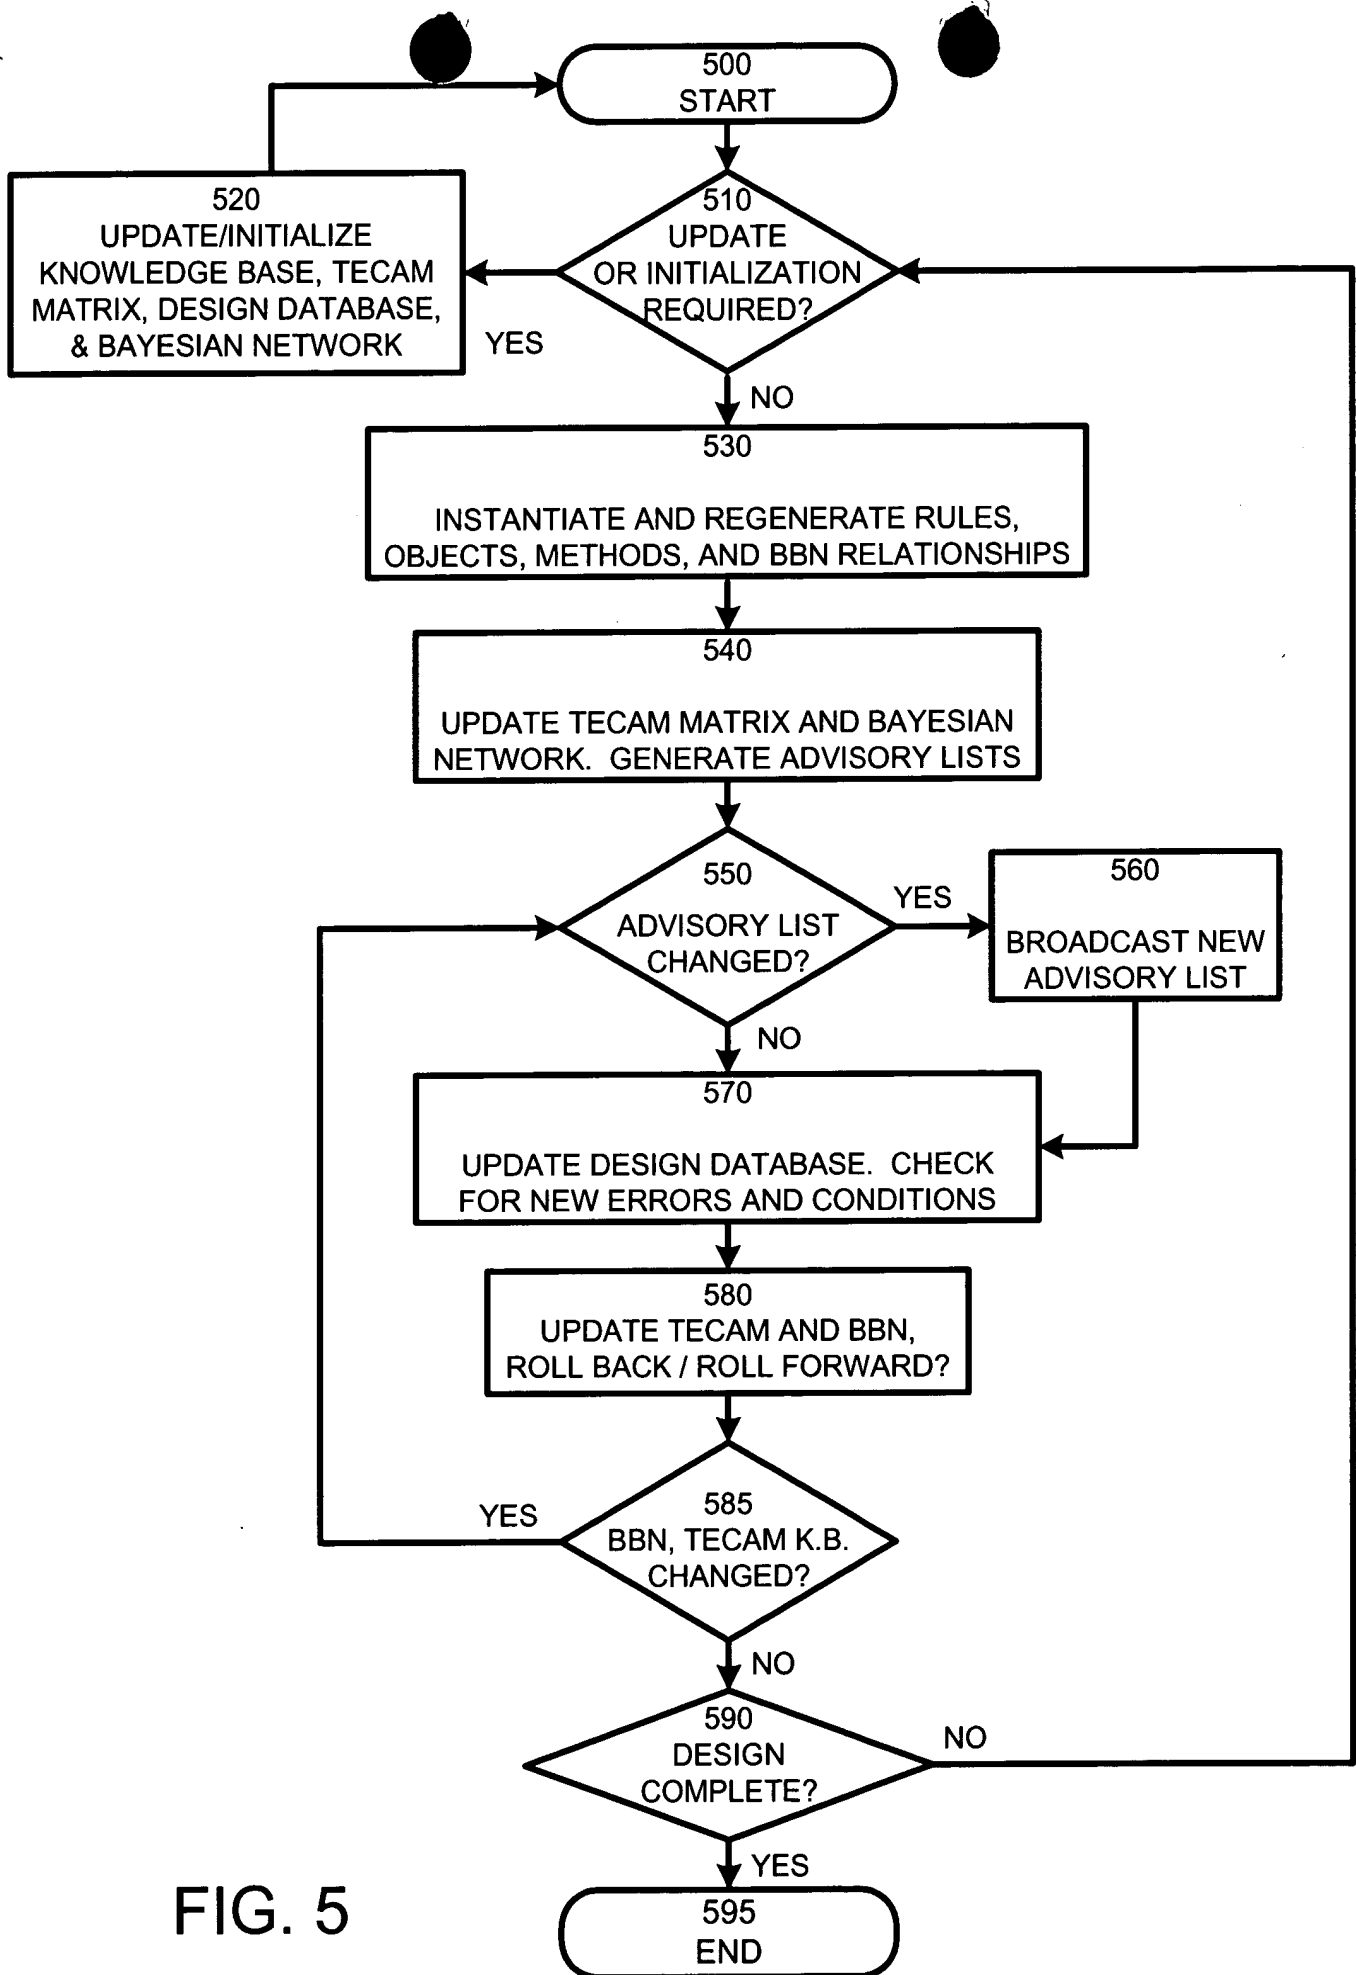 500
START
510
UPDATE
OR INITIALIZATION
REQUIRED?
520
UPDATE/INITIALIZE
KNOWLEDGE BASE, TECAM
MATRIX, DESIGN DATABASE,
& BAYESIAN NETWORK
YES
NO
530
INSTANTIATE AND REGENERATE RULES,
OBJECTS, METHODS, AND BBN RELATIONSHIPS
540
UPDATE TECAM MATRIX AND BAYESIAN
NETWORK. GENERATE ADVISORY LISTS
550
ADVISORY LIST
CHANGED?
YES
560
BROADCAST NEW
ADVISORY LIST
NO
570
UPDATE DESIGN DATABASE. CHECK
FOR NEW ERRORS AND CONDITIONS
580
UPDATE TECAM AND BBN,
ROLL BACK / ROLL FORWARD?
585
BBN, TECAM K.B.
CHANGED?
YES
NO
590
DESIGN
COMPLETE?
NO
YES
595
END
FIG. 5